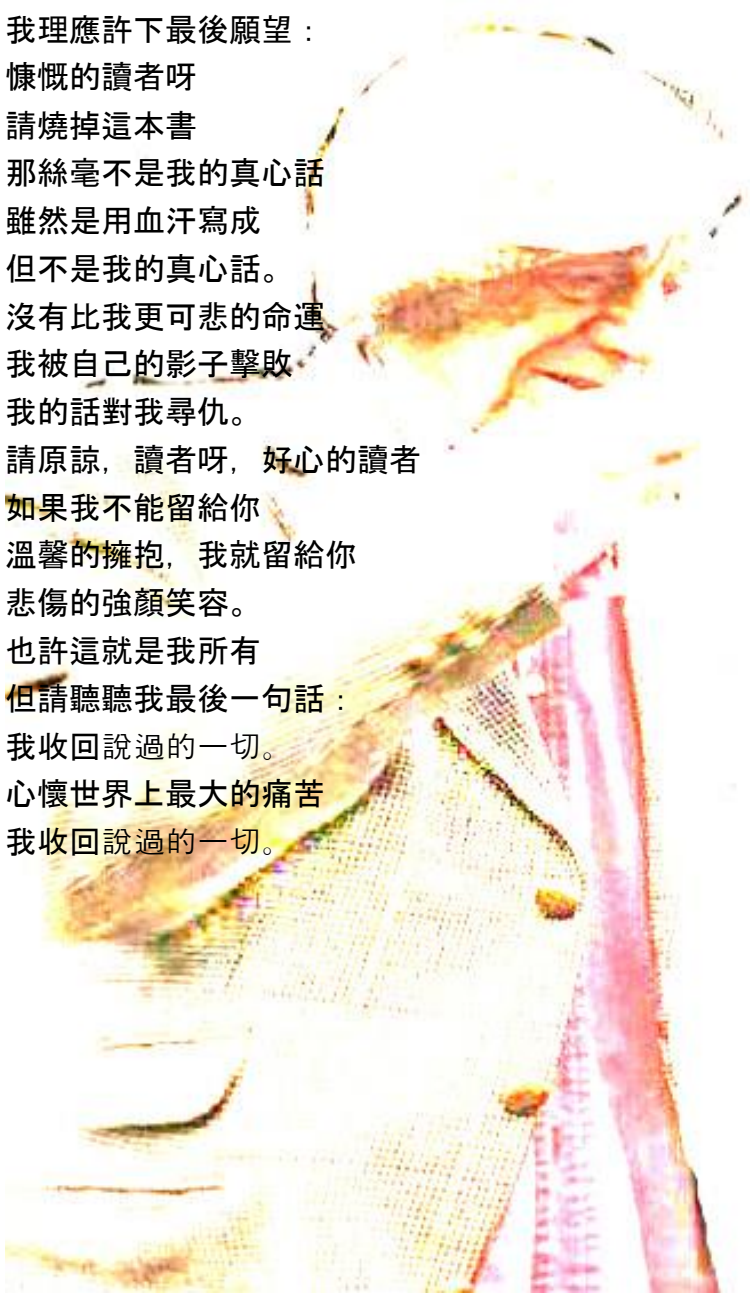 我理應許下最後願望：
慷慨的讀者呀
請燒掉這本書
那絲毫不是我的真心話
雖然是用血汗寫成
但不是我的真心話。
沒有比我更可悲的命運
我被自己的影子擊敗
我的話對我尋仇。
請原諒，讀者呀，好心的讀者
如果我不能留給你
溫馨的擁抱，我就留給你
悲傷的強顏笑容。
也許這就是我所有
但請聽聽我最後一句話：
我收回說過的一切。
心懷世界上最大的痛苦
我收回說過的一切。